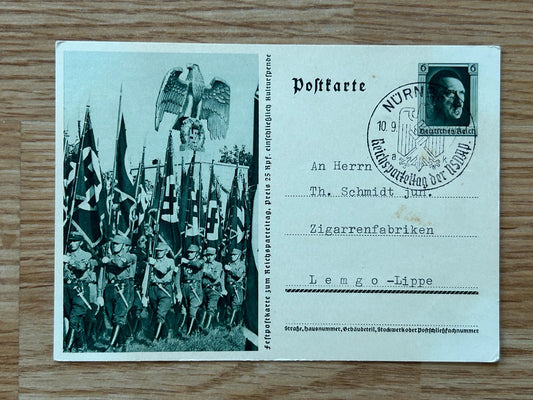 Festpostkarte zum Reichsparteitag, Preis 25 Rpf. einschließlich Kulturspende
Postkarte
6 6
Deutsches Reich
NÜRN
10.9.
Reichsparteitag der NSDAP.
An Herrn
Th. Schmidt jun.
Zigarrenfabriken
Lemgo-Lippe
Straße, Hausnummer, Gebäudeteil, Stockwerk oder Postschließfachnummer